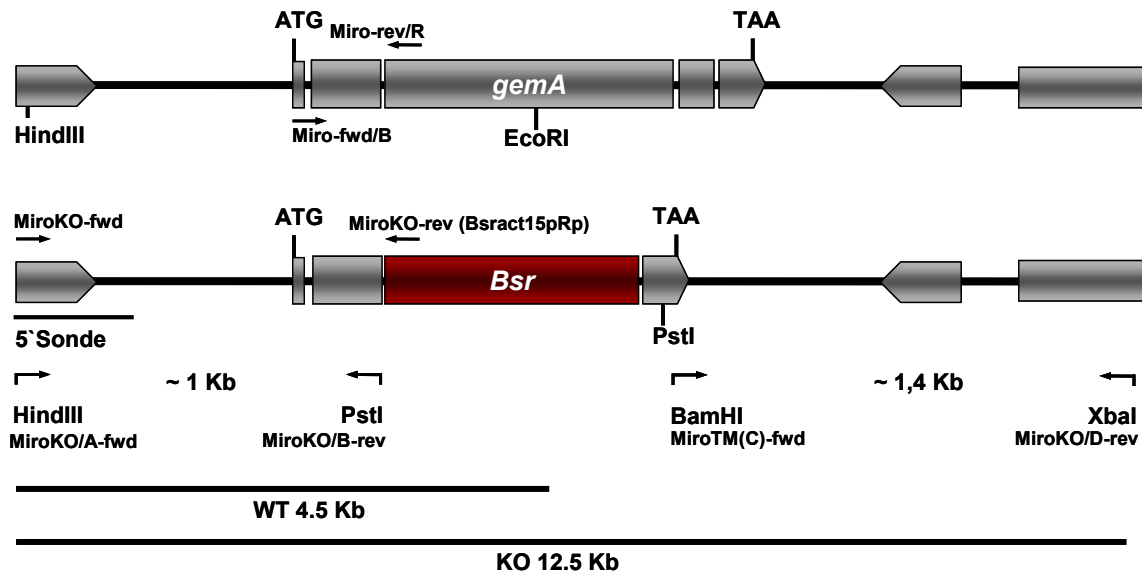 ATG
TAA
Miro-rev/R
gemA
HindIII
Miro-fwd/B
EcoRI
MiroKO-fwd
ATG
MiroKO-rev (Bsract15pRp)
TAA
Bsr
5`Sonde
PstI
~ 1 Kb
~ 1,4 Kb
HindIII
PstI
BamHI
XbaI
MiroKO/A-fwd
MiroKO/B-rev
MiroTM(C)-fwd
MiroKO/D-rev
WT 4.5 Kb
KO 12.5 Kb